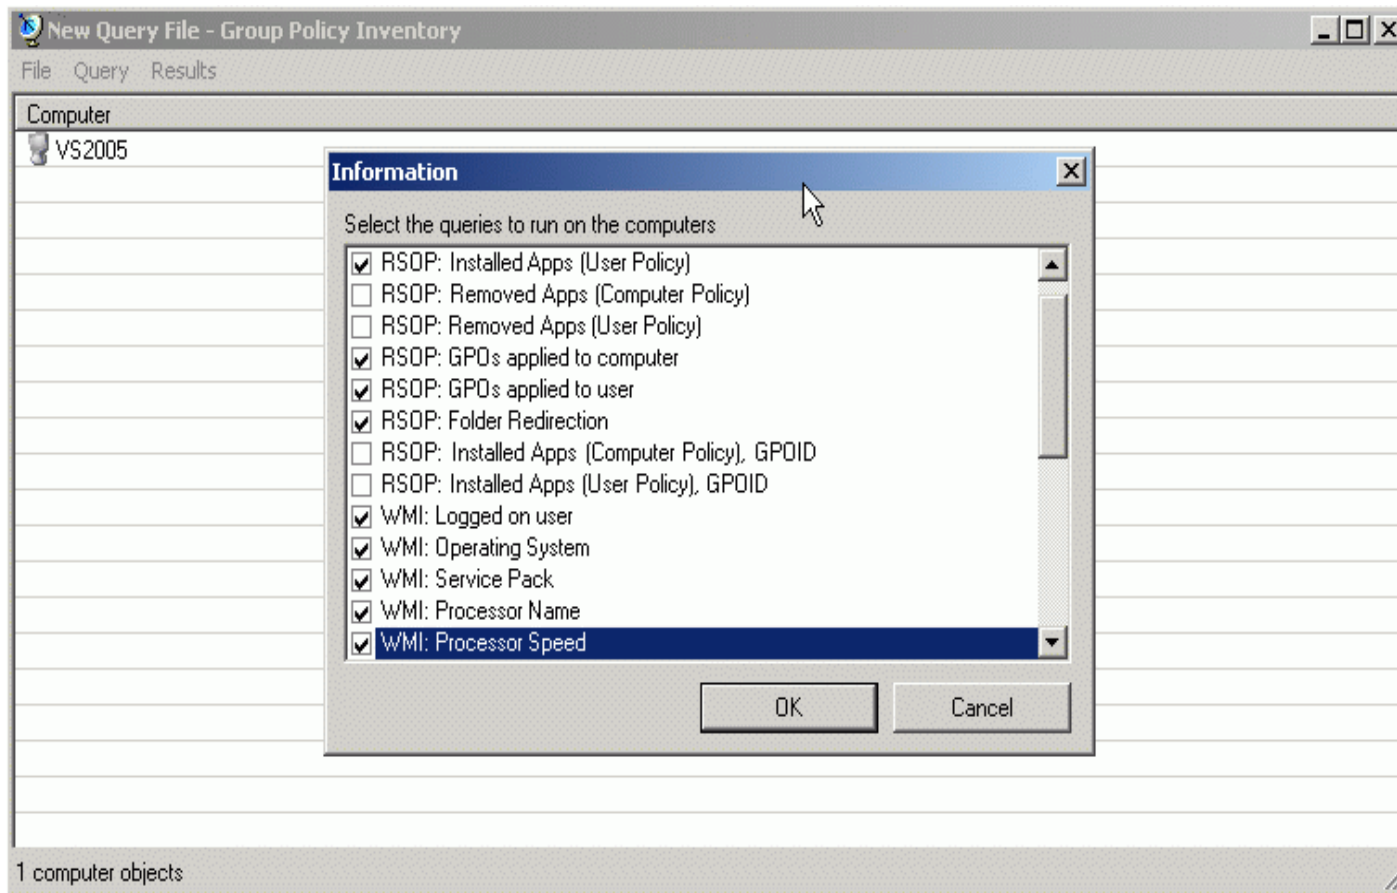 New Query File - Group Policy Inventory
File Query Results
Computer
VS2005
Information
Select the queries to run on the computers
RSOP: Installed Apps (User Policy)
RSOP: Removed Apps (Computer Policy)
RSOP: Removed Apps (User Policy)
RSOP: GPOs applied to computer
RSOP: GPOs applied to user
RSOP: Folder Redirection
RSOP: Installed Apps (Computer Policy), GPOID
RSOP: Installed Apps (User Policy), GPOID
WMI: Logged on user
WMI: Operating System
WMI: Service Pack
WMI: Processor Name
WMI: Processor Speed
OK Cancel
1 computer objects